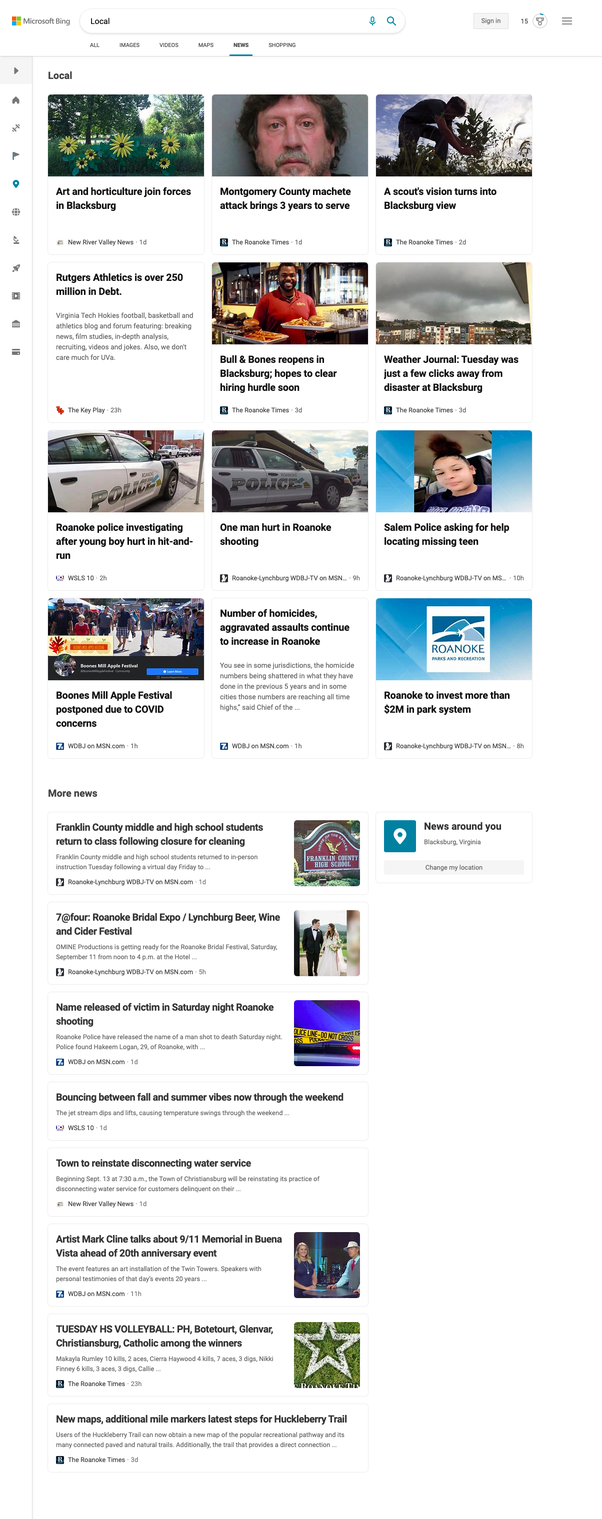 Microsoft Bing
Local
Sign in
15
ALL
IMAGES
VIDEOS
MAPS
NEWS
SHOPPING
Local
Art and horticulture join forces
in Blacksburg
New River Valley News · 1d
Montgomery County machete
attack brings 3 years to serve
The Roanoke Times · 1d
A scout's vision turns into
Blacksburg view
The Roanoke Times · 2d
Rutgers Athletics is over 250
million in Debt.
Virginia Tech Hokies football, basketball and
athletics blog and forum featuring: breaking
news, film studies, in-depth analysis,
recruiting, videos and jokes. Also, we don't
care much for UVa.
The Key Play · 23h
Bull & Bones reopens in
Blacksburg; hopes to clear
hiring hurdle soon
The Roanoke Times · 3d
Weather Journal: Tuesday was
just a few clicks away from
disaster at Blacksburg
The Roanoke Times · 3d
POLICE
Roanoke police investigating
after young boy hurt in hit-and-
run
WSLS 10 · 2h
POLICE
One man hurt in Roanoke
shooting
Roanoke-Lynchburg WDBJ-TV on MSN... · 9h
Salem Police asking for help
locating missing teen
Roanoke-Lynchburg WDBJ-TV on MS... · 10h
Boones Mill Apple Festival
Boones Mill Apple Festival
postponed due to COVID
concerns
WDBJ on MSN.com · 1h
Number of homicides,
aggravated assaults continue
to increase in Roanoke
You see in some jurisdictions, the homicide
numbers being shattered in what they have
done in the previous 5 years and in some
cities those numbers are reaching all time
highs," said Chief of the ...
WDBJ on MSN.com · 1h
ROANOKE
PARKS AND RECREATION
Roanoke to invest more than
$2M in park system
Roanoke-Lynchburg WDBJ-TV on MSN... · 8h
More news
Franklin County middle and high school students
return to class following closure for cleaning
Franklin County middle and high school students returned to in-person
instruction Tuesday following a virtual day Friday to ...
Roanoke-Lynchburg WDBJ-TV on MSN.com · 1d
FRANKLIN COUNTY
HIGH SCHOOL
News around you
Blacksburg, Virginia
Change my location
7@four: Roanoke Bridal Expo / Lynchburg Beer, Wine
and Cider Festival
OMINE Productions is getting ready for the Roanoke Bridal Festival, Saturday,
September 11 from noon to 4 p.m. at the Hotel ...
Roanoke-Lynchburg WDBJ-TV on MSN.com · 5h
Name released of victim in Saturday night Roanoke
shooting
Roanoke Police have released the name of a man shot to death Saturday night.
Police found Hakeem Logan, 29, of Roanoke, with ...
WDBJ on MSN.com · 1d
POLICE LINE-DO NOT CROSS
Bouncing between fall and summer vibes now through the weekend
The jet stream dips and lifts, causing temperature swings through the weekend ...
WSLS 10 · 1d
Town to reinstate disconnecting water service
Beginning Sept. 13 at 7:30 a.m., the Town of Christiansburg will be reinstating its practice of
disconnecting water service for customers delinquent on their ...
New River Valley News · 1d
Artist Mark Cline talks about 9/11 Memorial in Buena
Vista ahead of 20th anniversary event
The event features an art installation of the Twin Towers. Speakers with
personal testimonies of that day's events 20 years ...
WDBJ on MSN.com · 11h
TUESDAY HS VOLLEYBALL: PH, Botetourt, Glenvar,
Christiansburg, Catholic among the winners
Makayla Rumley 10 kills, 2 aces, Cierra Haywood 4 kills, 7 aces, 3 digs, Nikki
Finney 6 kills, 3 aces, 3 digs, Callie ...
The Roanoke Times · 23h
New maps, additional mile markers latest steps for Huckleberry Trail
Users of the Huckleberry Trail can now obtain a new map of the popular recreational pathway and its
many connected paved and natural trails. Additionally, the trail that provides a direct connection ...
The Roanoke Times · 3d